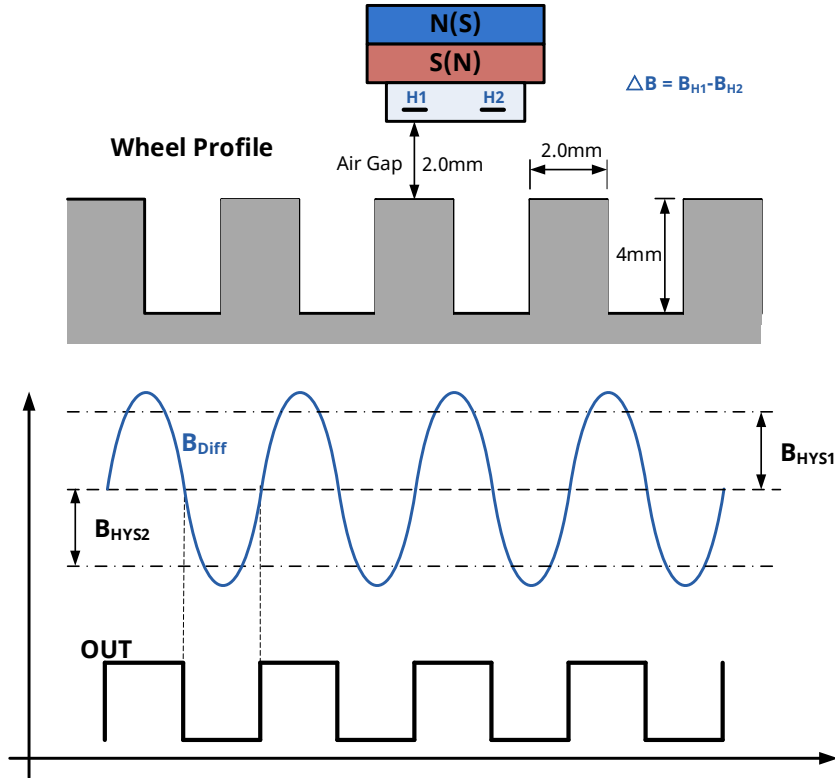 N(S)
S(N)
H1 H2
△B = BH1-BH2
Wheel Profile
Air Gap 2.0mm
2.0mm
4mm
BDiff
BHYS1
BHYS2
OUT